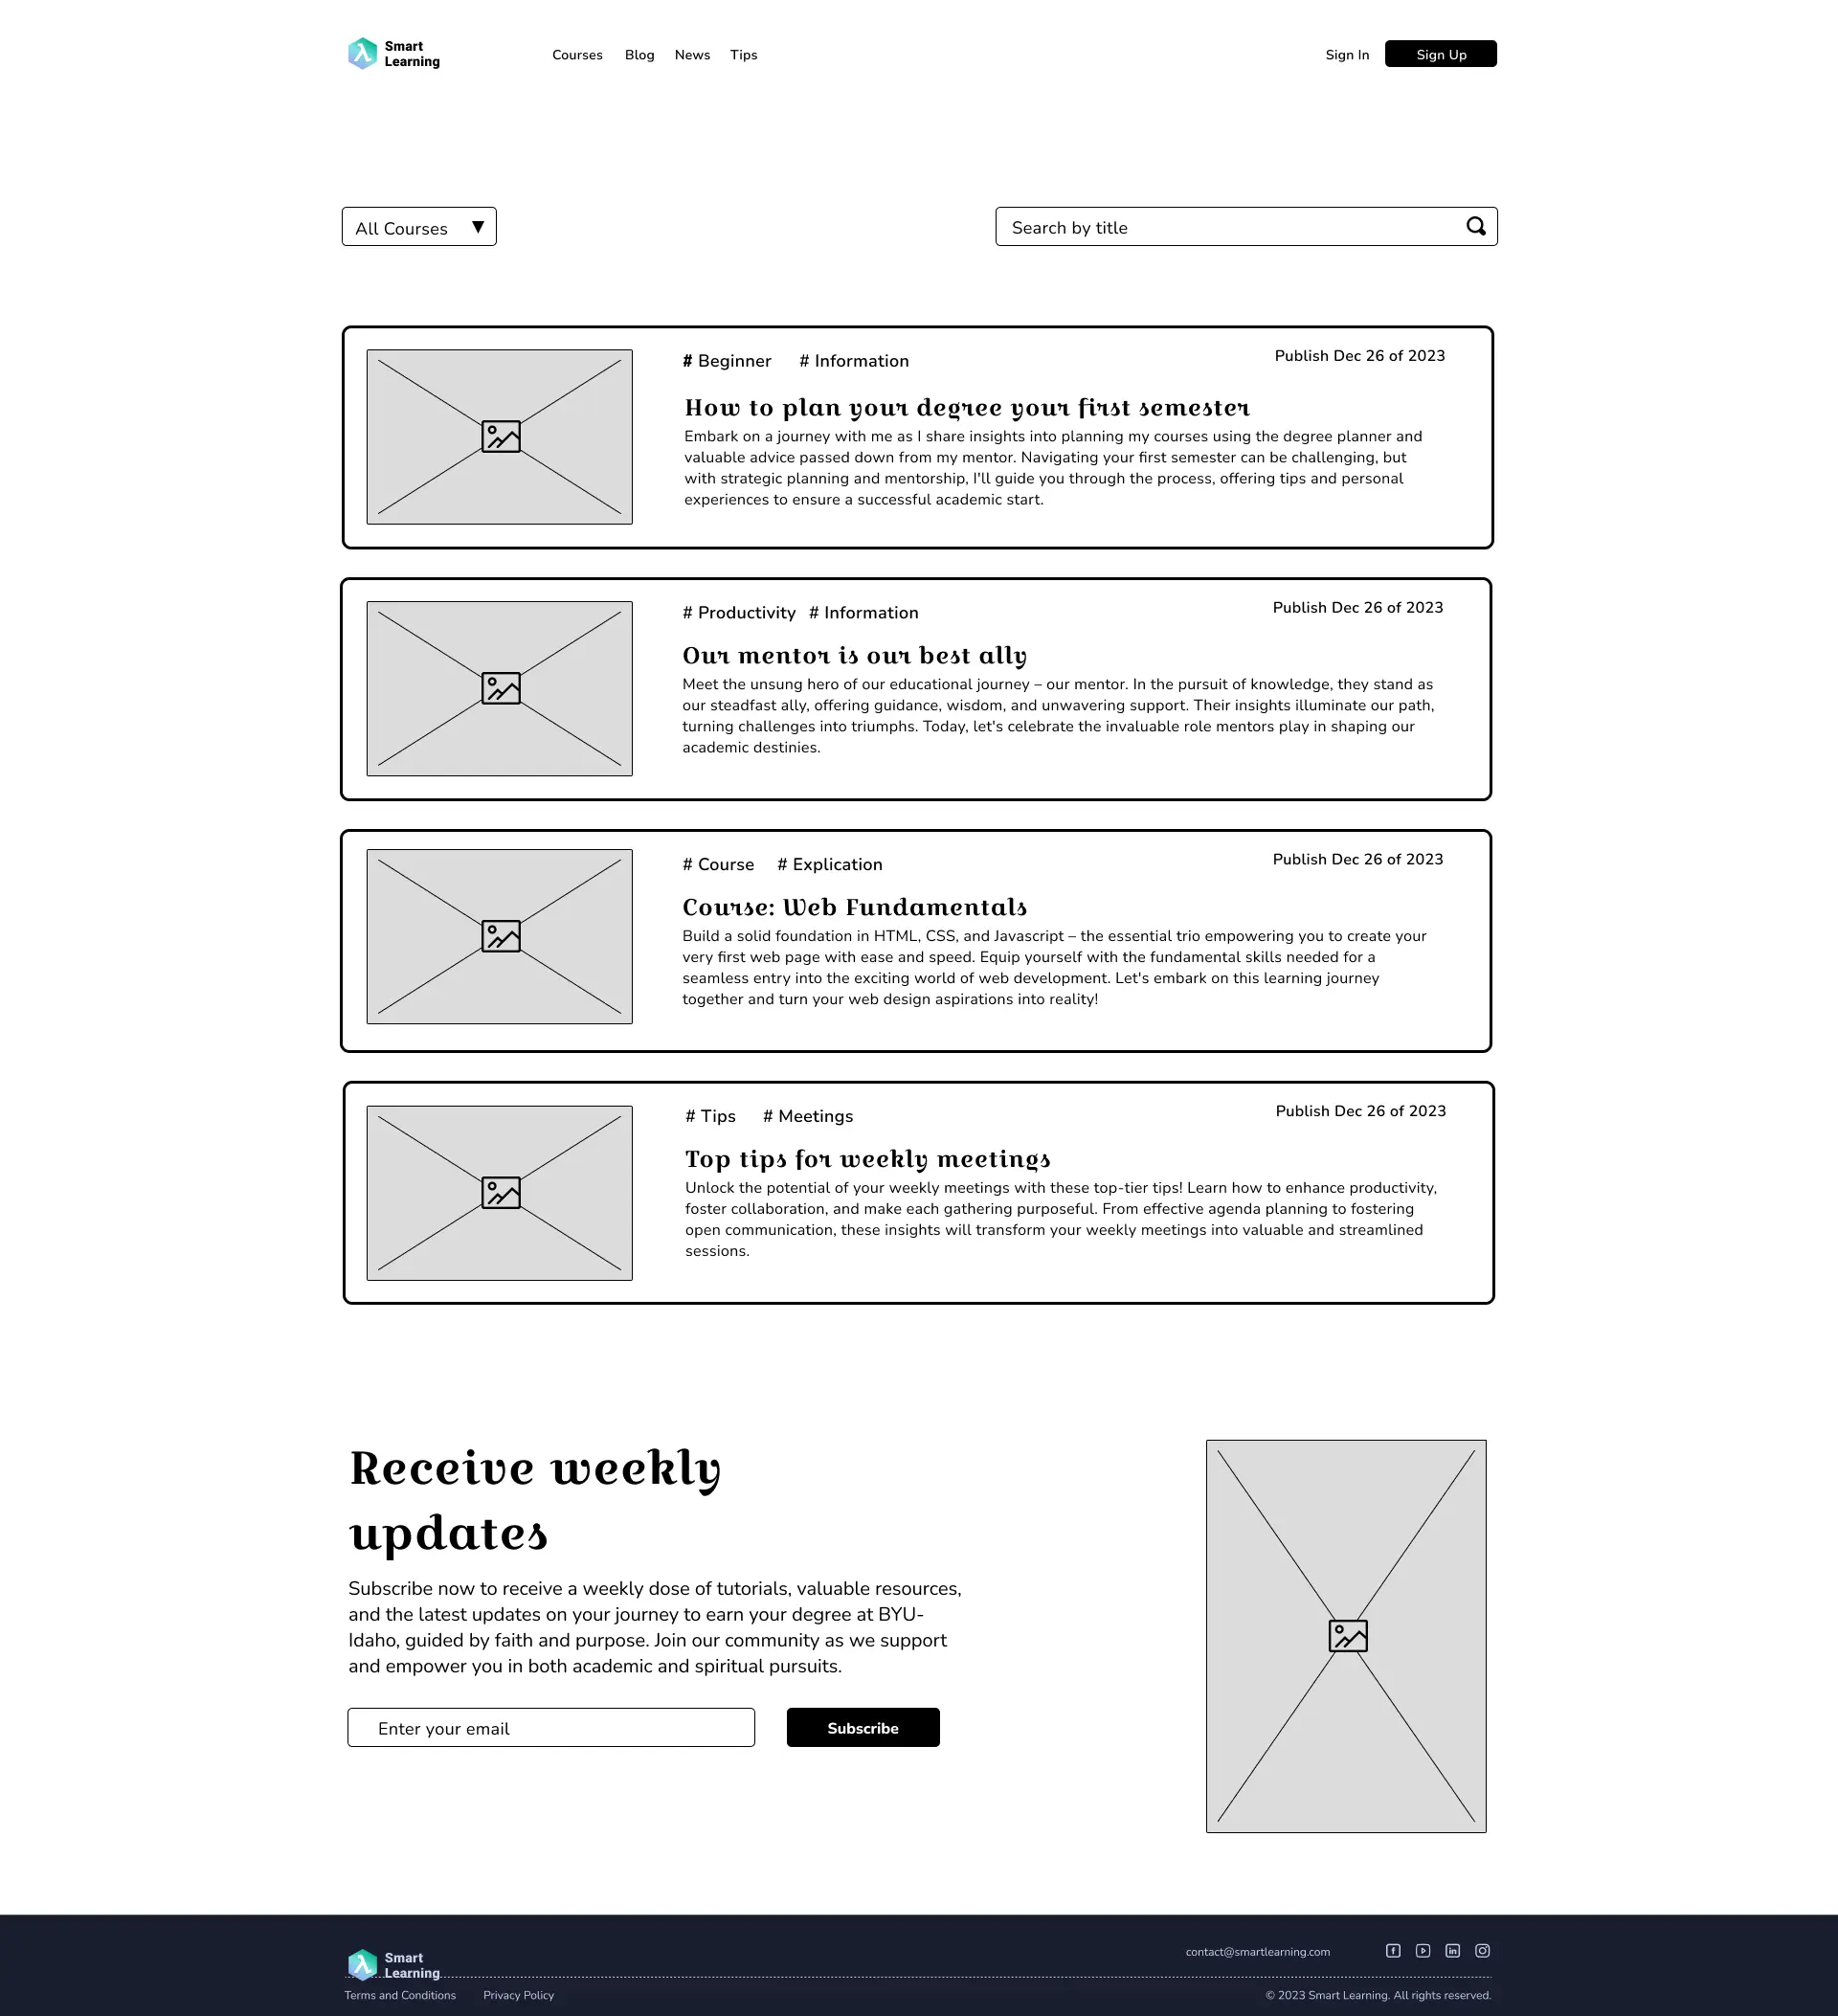 Smart
Learning
Courses Blog News Tips
Sign In Sign Up
All Courses ▼
Search by title
# Beginner # Information
Publish Dec 26 of 2023
How to plan your degree your first semester
Embark on a journey with me as I share insights into planning my courses using the degree planner and
valuable advice passed down from my mentor. Navigating your first semester can be challenging, but
with strategic planning and mentorship, I'll guide you through the process, offering tips and personal
experiences to ensure a successful academic start.
# Productivity # Information
Publish Dec 26 of 2023
Our mentor is our best ally
Meet the unsung hero of our educational journey – our mentor. In the pursuit of knowledge, they stand as
our steadfast ally, offering guidance, wisdom, and unwavering support. Their insights illuminate our path,
turning challenges into triumphs. Today, let's celebrate the invaluable role mentors play in shaping our
academic destinies.
# Course # Explication
Publish Dec 26 of 2023
Course: Web Fundamentals
Build a solid foundation in HTML, CSS, and Javascript – the essential trio empowering you to create your
very first web page with ease and speed. Equip yourself with the fundamental skills needed for a
seamless entry into the exciting world of web development. Let's embark on this learning journey
together and turn your web design aspirations into reality!
# Tips # Meetings
Publish Dec 26 of 2023
Top tips for weekly meetings
Unlock the potential of your weekly meetings with these top-tier tips! Learn how to enhance productivity,
foster collaboration, and make each gathering purposeful. From effective agenda planning to fostering
open communication, these insights will transform your weekly meetings into valuable and streamlined
sessions.
Receive weekly
updates
Subscribe now to receive a weekly dose of tutorials, valuable resources,
and the latest updates on your journey to earn your degree at BYU-
Idaho, guided by faith and purpose. Join our community as we support
and empower you in both academic and spiritual pursuits.
Enter your email
Subscribe
Smart
Learning
contact@smartlearning.com
Terms and Conditions Privacy Policy
© 2023 Smart Learning. All rights reserved.